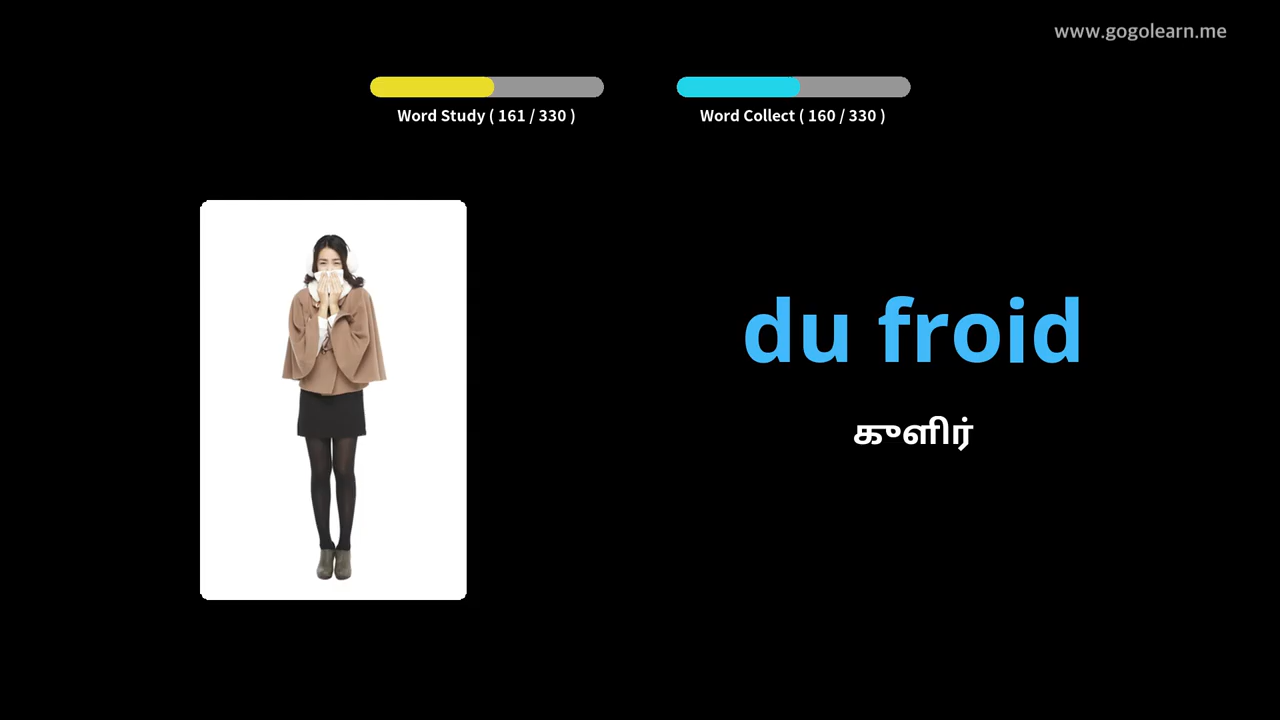 www.gogolearn.me
Word Study ( 161 / 330 )
Word Collect ( 160 / 330 )
du froid
குளிர்